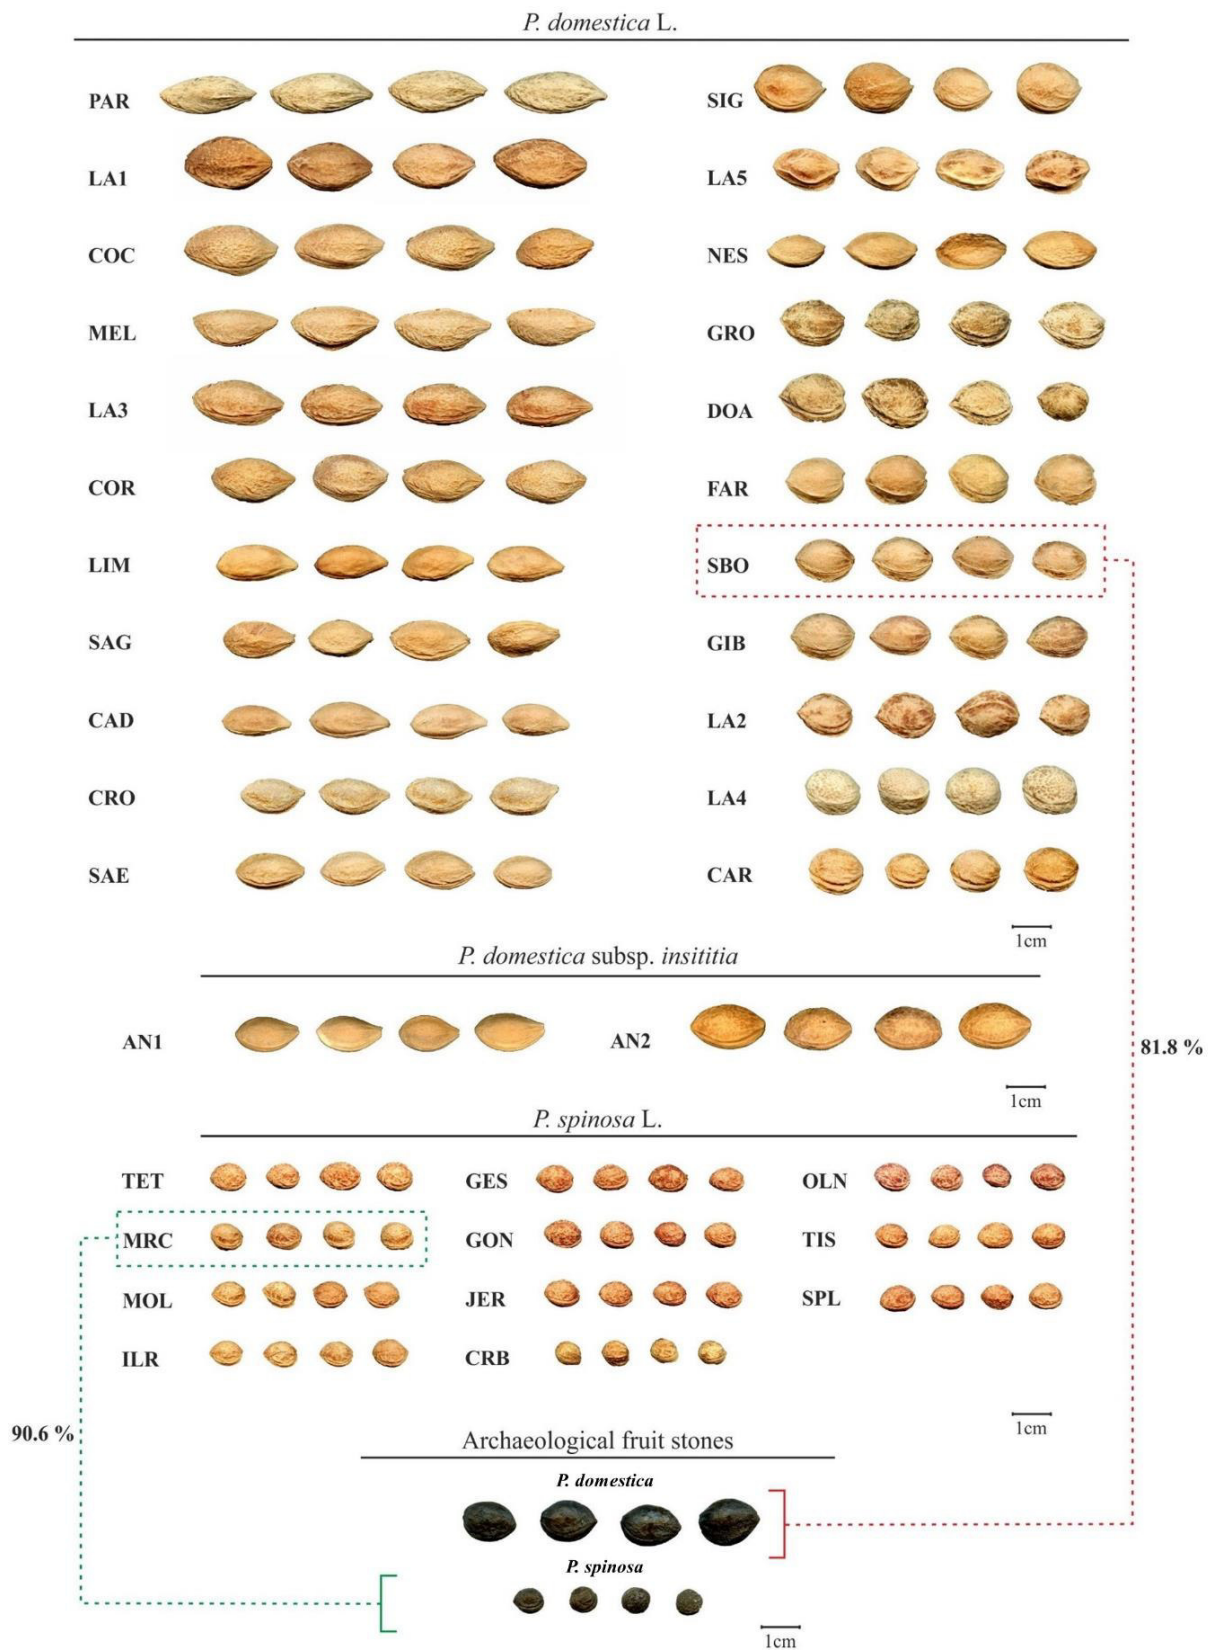 P. domestica L.
PAR
LA1
COC
MEL
LA3
COR
LIM
SAG
CAD
CRO
SAE
SIG
LA5
NES
GRO
DOA
FAR
SBO
GIB
LA2
LA4
CAR
1cm
P. domestica subsp. insititia
AN1
AN2
81.8 %
1cm
P. spinosa L.
TET
MRC
MOL
ILR
GES
GON
JER
CRB
OLN
TIS
SPL
1cm
90.6 %
Archaeological fruit stones
P. domestica
P. spinosa
1cm